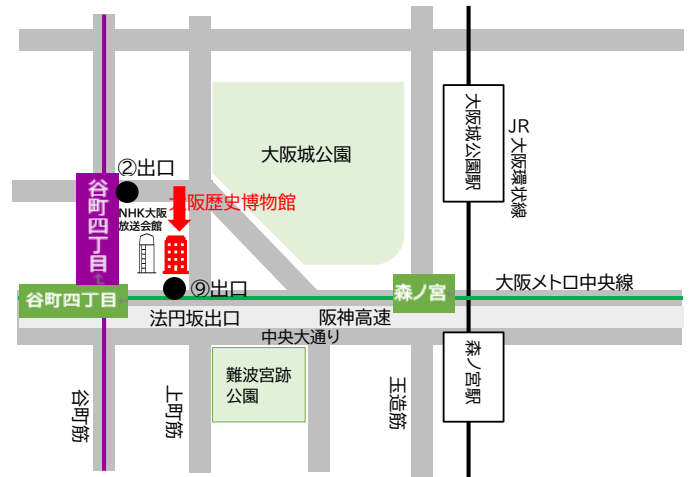 大阪城公園駅
JR大阪環状線
大阪城公園
②出口
谷町四丁目
大阪歴史博物館
NHK大阪
放送会館
⑨出口
大阪メトロ中央線
谷町四丁目
森ノ宮
法円坂出口
阪神高速
中央大通り
難波宮跡
公園
森ノ宮駅
谷町筋
上町筋
玉造筋